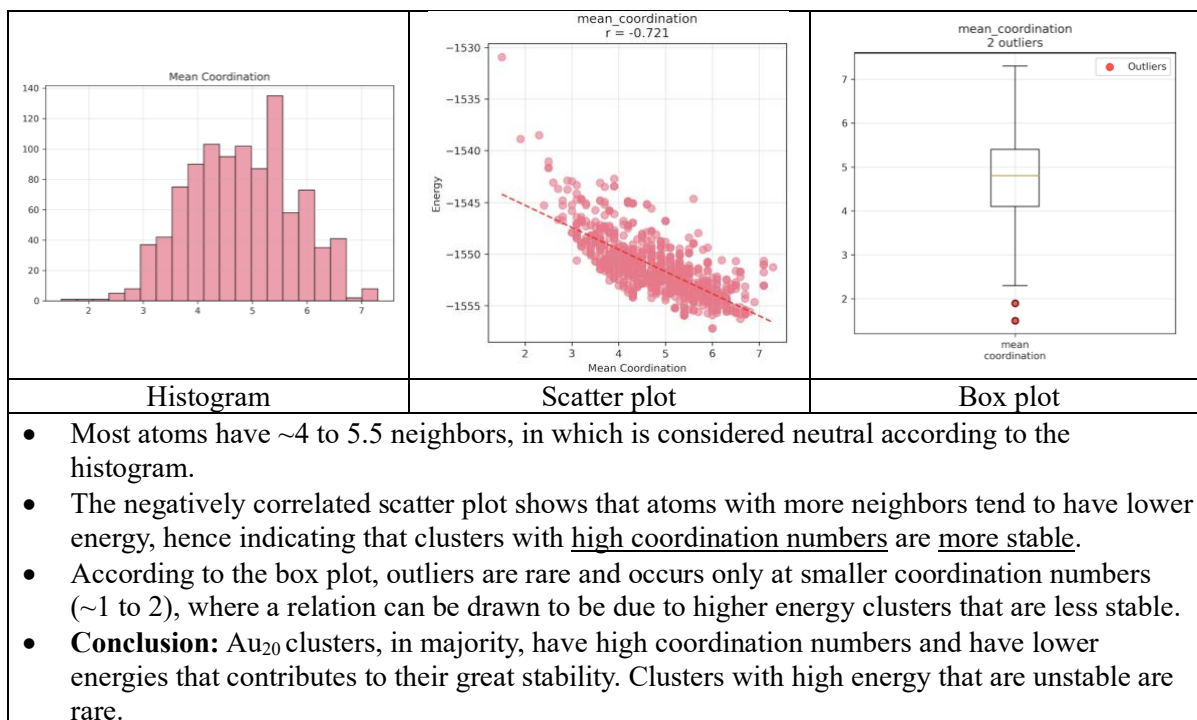 Mean Coordination
140
120
100
80
60
40
20
0
2 3 4 5 6 7
mean_coordination
r = -0.721
−1530
−1535
−1540
−1545
−1550
−1555
Energy
2 3 4 5 6 7
Mean Coordination
mean_coordination
2 outliers
Outliers
7
6
5
4
3
2
mean
coordination
Histogram Scatter plot Box plot
• Most atoms have ~4 to 5.5 neighbors, in which is considered neutral according to the
histogram.
• The negatively correlated scatter plot shows that atoms with more neighbors tend to have lower
energy, hence indicating that clusters with high coordination numbers are more stable.
• According to the box plot, outliers are rare and occurs only at smaller coordination numbers
(~1 to 2), where a relation can be drawn to be due to higher energy clusters that are less stable.
• Conclusion: Au₂₀ clusters, in majority, have high coordination numbers and have lower
energies that contributes to their great stability. Clusters with high energy that are unstable are
rare.